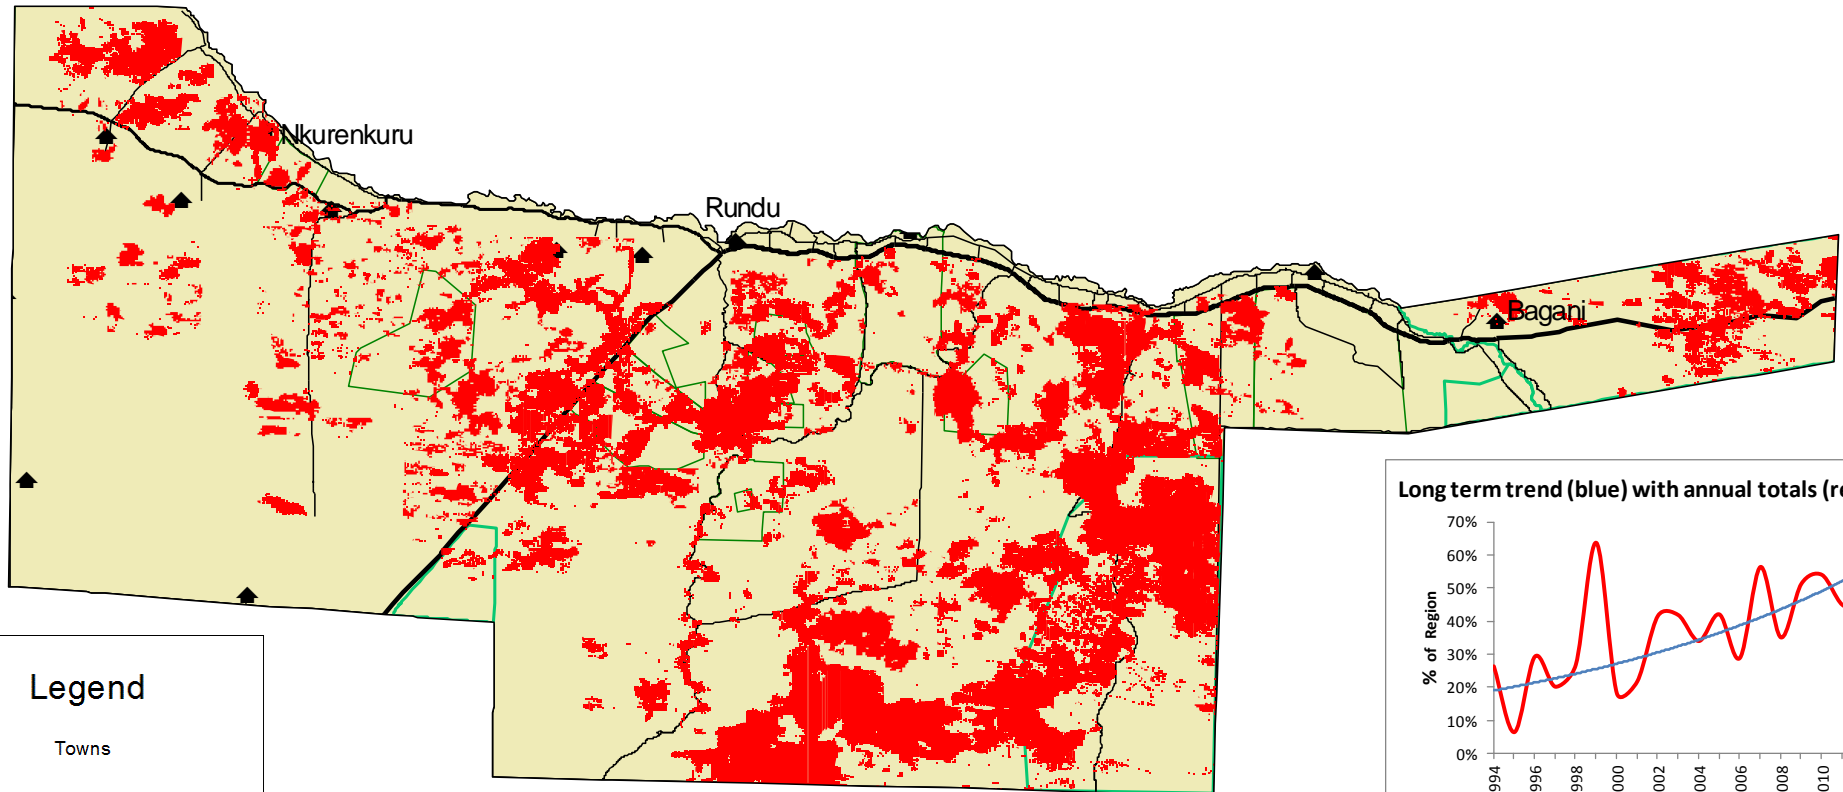 Nkurenkuru
Rundu
Bagani
Legend
Towns
Long term trend (blue) with annual totals (re
% of Region
70%
60%
50%
40%
30%
20%
10%
0%
994
996
998
000
002
004
006
008
010